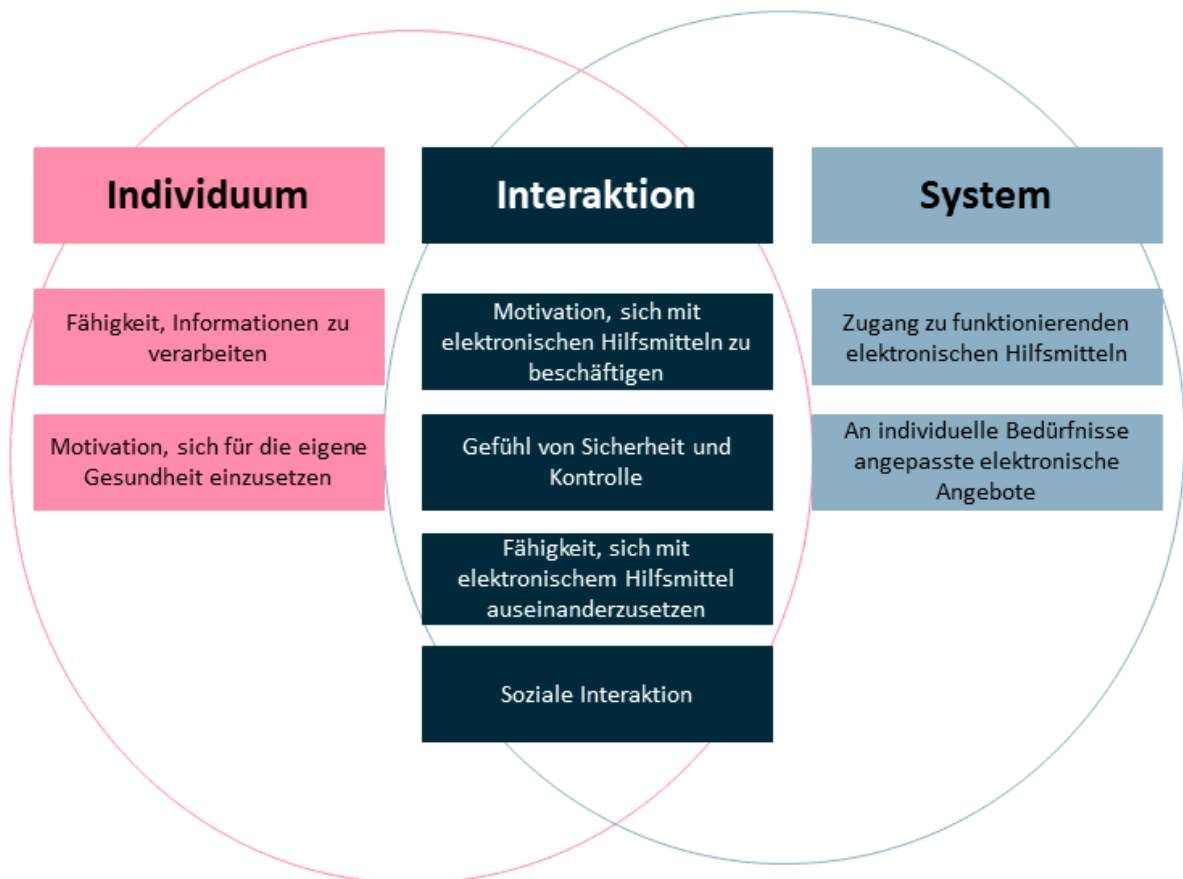 Individuum
Fähigkeit, Informationen zu
verarbeiten
Motivation, sich für die eigene
Gesundheit einzusetzen
Interaktion
Motivation, sich mit
elektronischen Hilfsmitteln zu
beschäftigen
Gefühl von Sicherheit und
Kontrolle
Fähigkeit, sich mit
elektronischem Hilfsmittel
auseinanderzusetzen
Soziale Interaktion
System
Zugang zu funktionierenden
elektronischen Hilfsmitteln
An individuelle Bedürfnisse
angepasste elektronische
Angebote